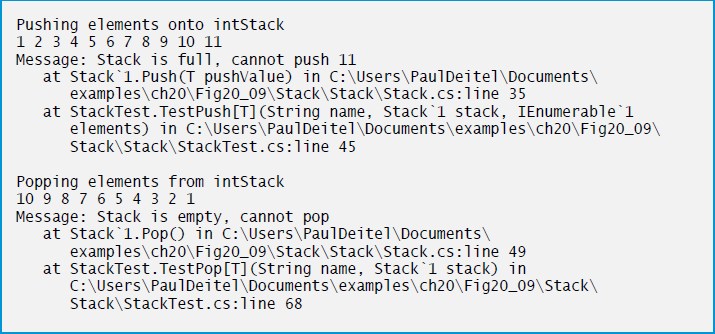 Pushing elements onto intStack
1 2 3 4 5 6 7 8 9 10 11
Message: Stack is full, cannot push 11
   at Stack`1.Push(T pushValue) in C:\Users\PaulDeitel\Documents\
      examples\ch20\Fig20_09\Stack\Stack\Stack.cs:line 35
   at StackTest.TestPush[T](String name, Stack`1 stack, IEnumerable`1
      elements) in C:\Users\PaulDeitel\Documents\examples\ch20\Fig20_09\
      Stack\Stack\StackTest.cs:line 45

Popping elements from intStack
10 9 8 7 6 5 4 3 2 1
Message: Stack is empty, cannot pop
   at Stack`1.Pop() in C:\Users\PaulDeitel\Documents\
      examples\ch20\Fig20_09\Stack\Stack\Stack.cs:line 49
   at StackTest.TestPop[T](String name, Stack`1 stack) in
      C:\Users\PaulDeitel\Documents\examples\ch20\Fig20_09\Stack\
      Stack\StackTest.cs:line 68